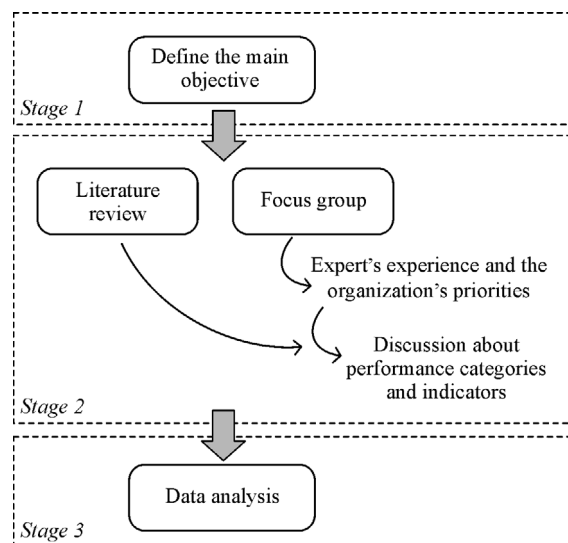 Define the main
objective
Stage 1
Literature
review
Focus group
Expert's experience and the
organization's priorities
Discussion about
performance categories
and indicators
Stage 2
Data analysis
Stage 3